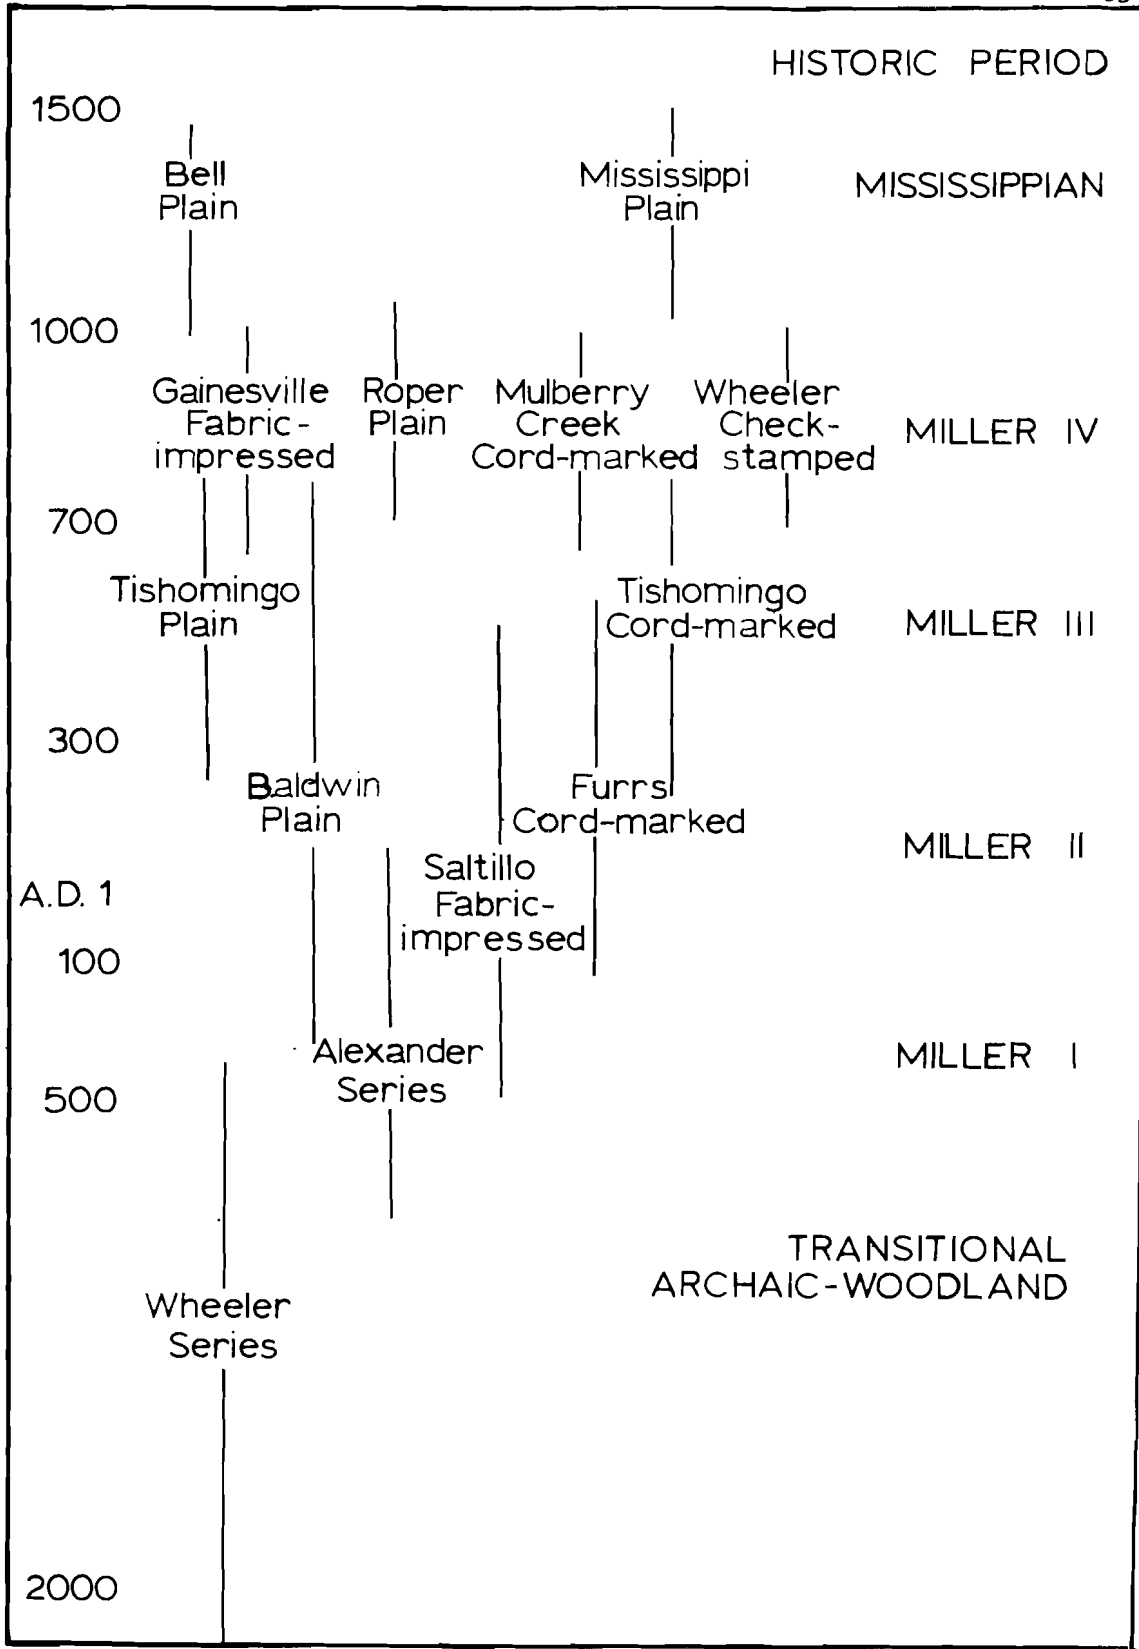 HISTORIC PERIOD
1500
Bell
Plain
Mississippi
Plain
MISSISSIPPIAN
1000
Gainesville
Fabric-
impressed
Roper
Plain
Mulberry
Creek
Cord-marked
Wheeler
Check-
stamped
MILLER IV
700
Tishomingo
Plain
Tishomingo
Cord-marked
MILLER III
300
Baldwin
Plain
Furrs
Cord-marked
MILLER II
Saltillo
Fabric-
impressed
A.D. 1
100
Alexander
Series
MILLER I
500
TRANSITIONAL
ARCHAIC-WOODLAND
Wheeler
Series
2000